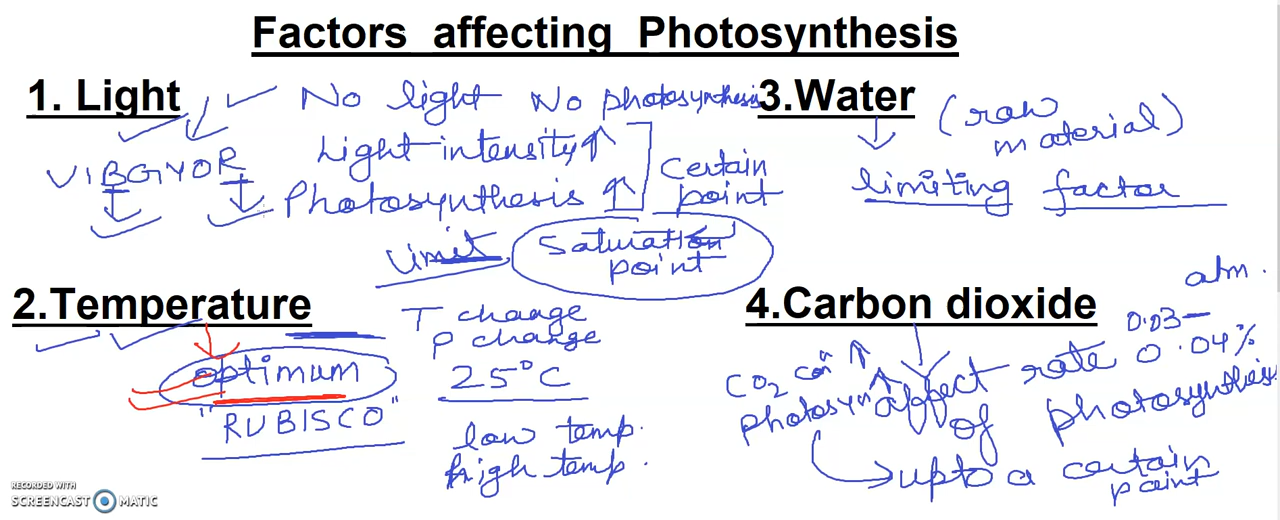 Factors affecting Photosynthesis
1. Light
No light No photosynthesis
VIBGYOR
Light intensity ↑
Photosynthesis ↑
Certain
point
limit
Saturation
point
2.Temperature
optimum
"RUBISCO"
T change
P change
25°C
low temp.
high temp.
3.Water
(raw
material)
limiting factor
4.Carbon dioxide
atm.
0.03-
0.04%
CO2 conⁿ ↑
photosyn ↑
affect rate
of photosynthesis
upto a certain
point
RECORDED WITH
SCREENCAST MATIC